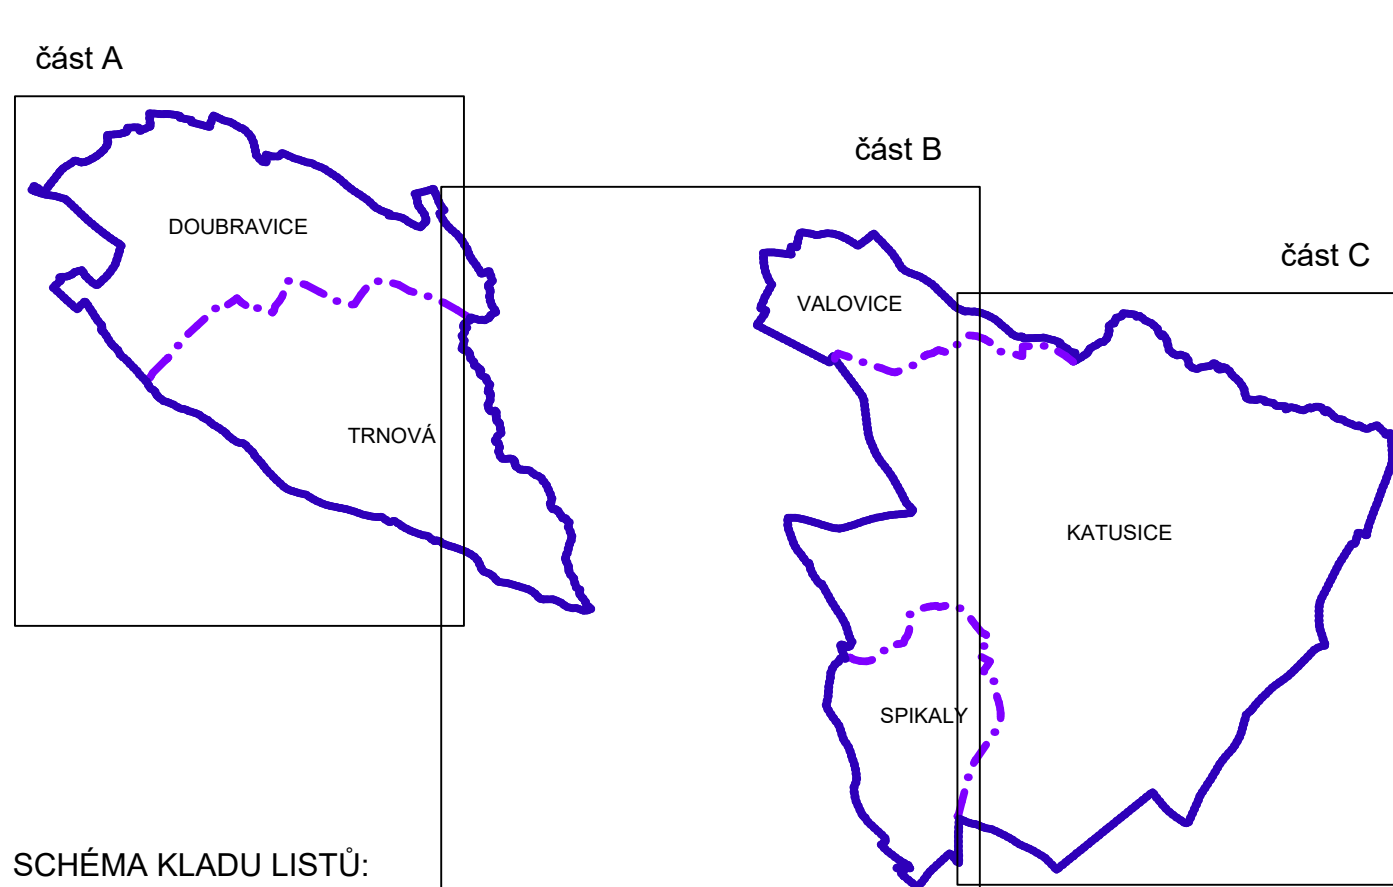 část A
část B
DOUBRAVICE
část C
VALOVICE
TRNOVÁ
KATUSICE
SPIKALY
SCHÉMA KLADU LISTŮ: